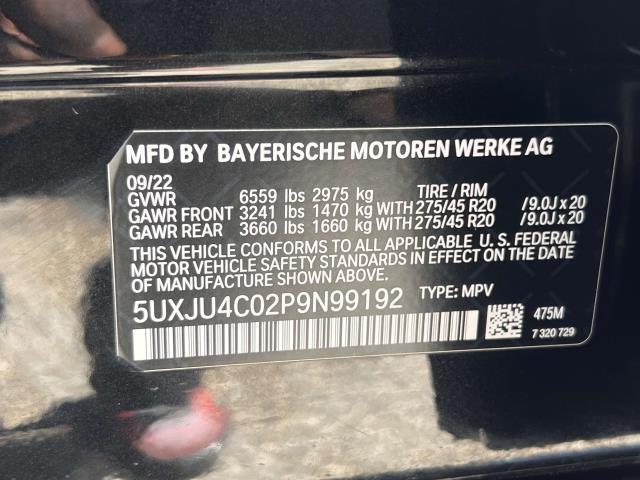 MFD BY BAYERISCHE MOTOREN WERKE AG
09/22
GVWR 6559 lbs 2975 kg TIRE / RIM
GAWR FRONT 3241 lbs 1470 kg WITH 275/45 R20 / 9.0J x 20
GAWR REAR 3660 lbs 1660 kg WITH 275/45 R20 / 9.0J x 20
THIS VEHICLE CONFORMS TO ALL APPLICABLE U. S. FEDERAL
MOTOR VEHICLE SAFETY STANDARDS IN EFFECT ON THE DATE
OF MANUFACTURE SHOWN ABOVE.
5UXJU4C02P9N99192 TYPE: MPV
475M
7 320 729